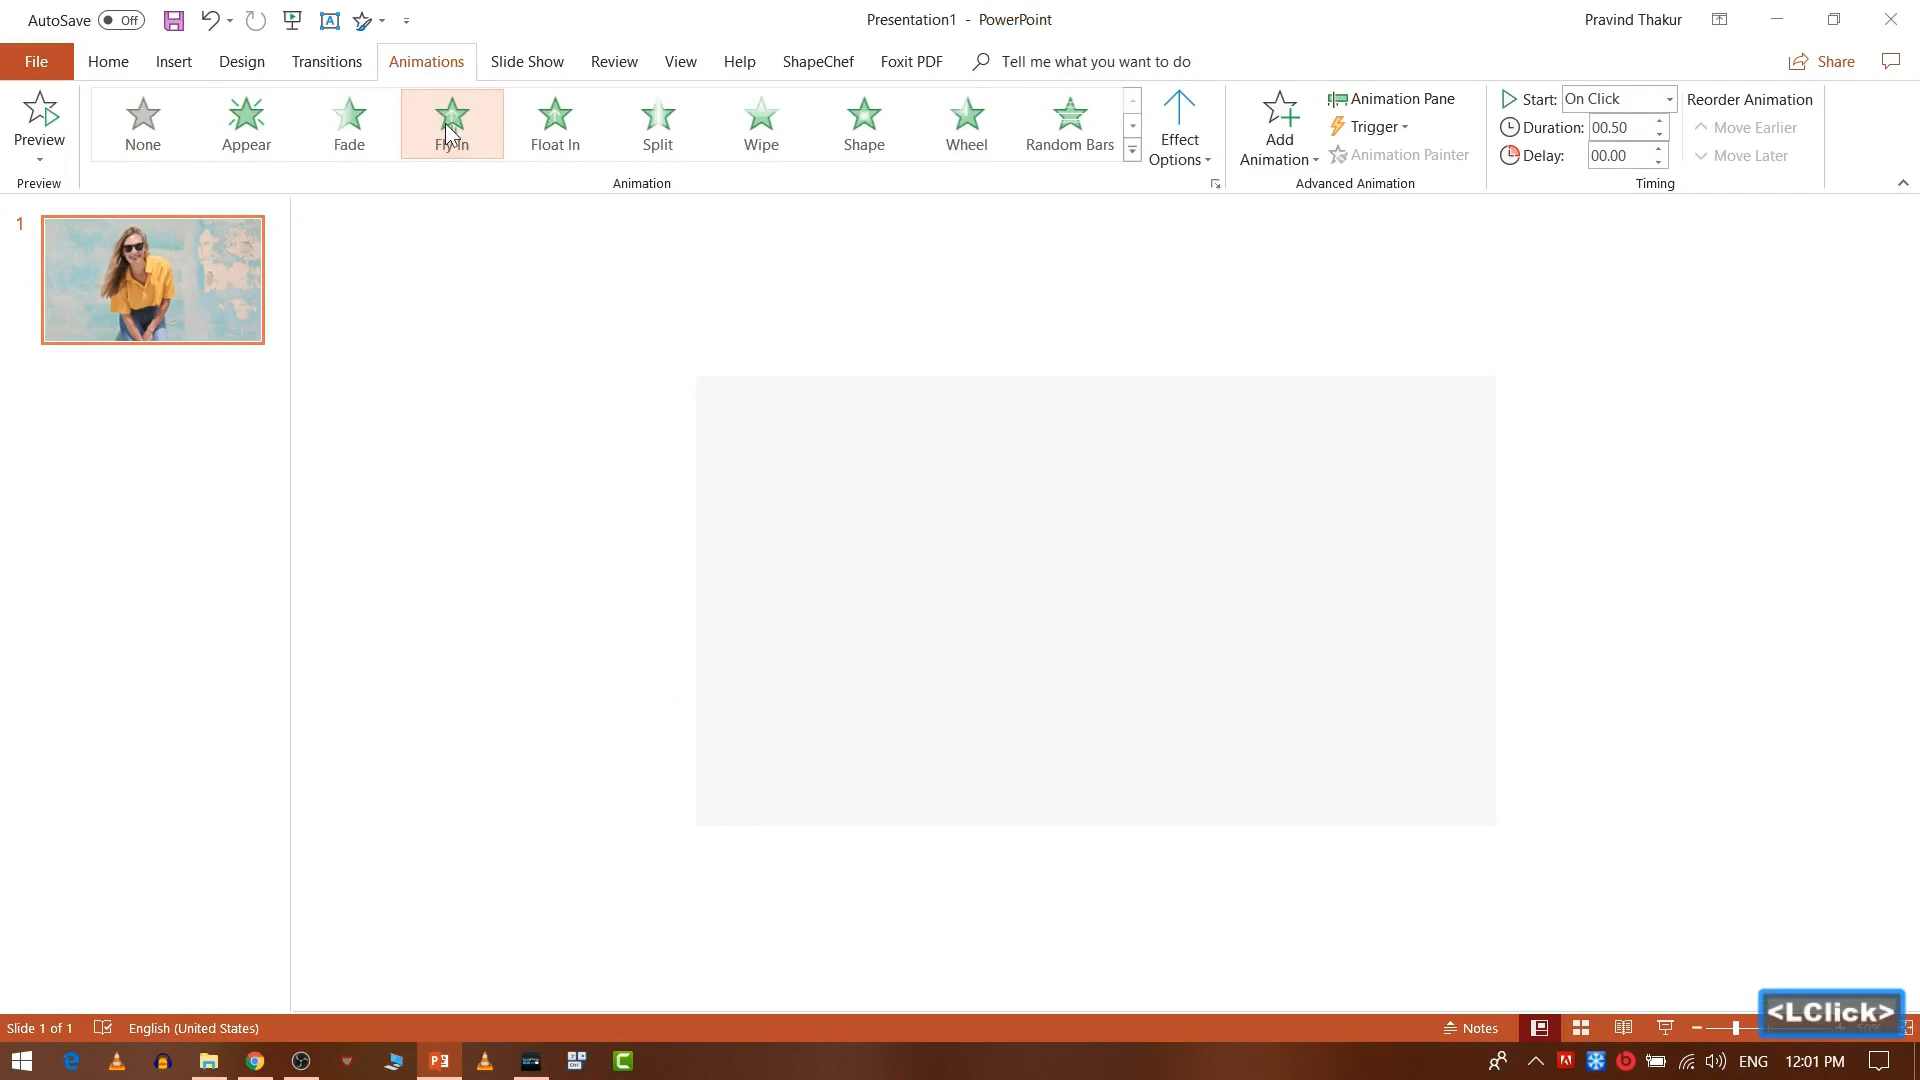 AutoSave Off
Presentation1 - PowerPoint
Pravind Thakur
File Home Insert Design Transitions Animations Slide Show Review View Help ShapeChef Foxit PDF Tell me what you want to do
Share
Preview
None Appear Fade Fly In Float In Split Wipe Shape Wheel Random Bars
Effect Options
Add Animation
Animation Pane
Trigger
Animation Painter
Start: On Click
Duration: 00.50
Delay: 00.00
Reorder Animation
Move Earlier
Move Later
Preview Animation Advanced Animation Timing
1
<LClick>
Slide 1 of 1 English (United States) Notes
ENG 12:01 PM